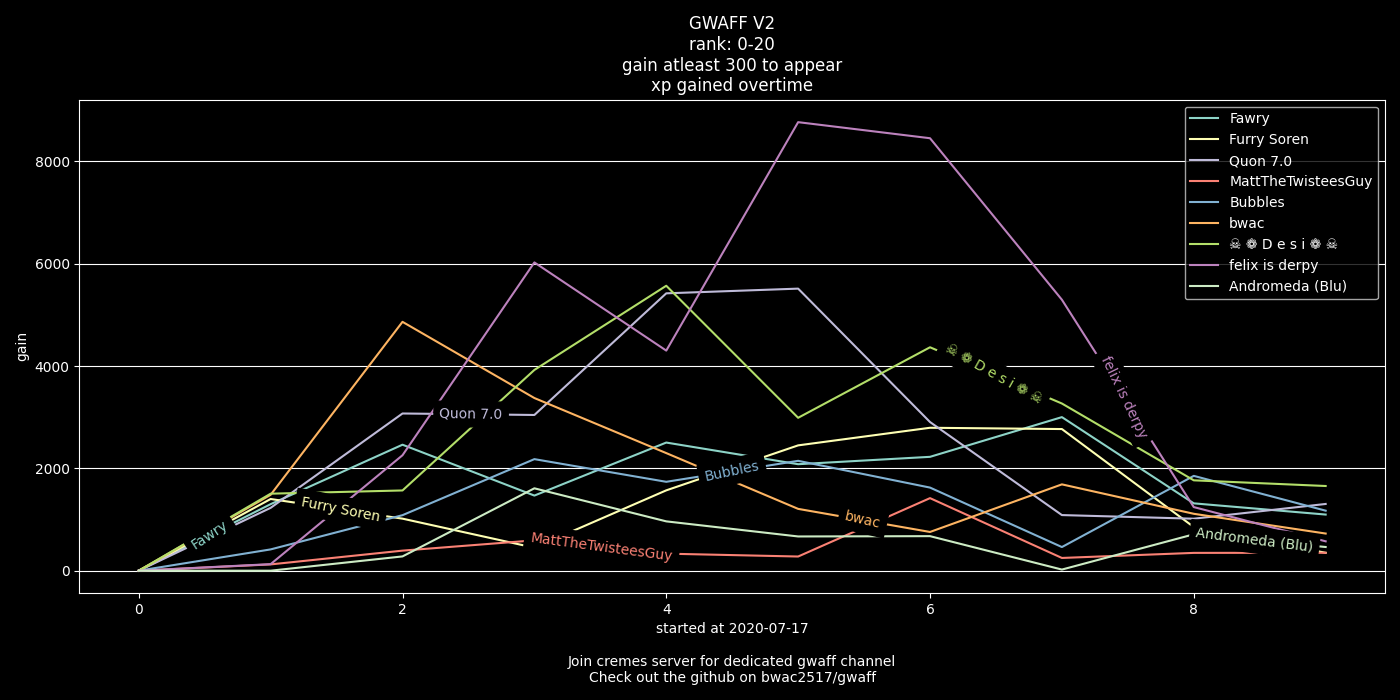 GWAFF V2
rank: 0-20
gain atleast 300 to appear
xp gained overtime
Fawry
Furry Soren
Quon 7.0
MattTheTwisteesGuy
Bubbles
bwac
☠ ❁ D e s i ❁ ☠
felix is derpy
Andromeda (Blu)
8000
6000
4000
2000
0
gain
Fawry
Furry Soren
Quon 7.0
MattTheTwisteesGuy
Bubbles
bwac
☠ ❁ D e s i ❁ ☠
felix is derpy
Andromeda (Blu)
0 2 4 6 8
started at 2020-07-17
Join cremes server for dedicated gwaff channel
Check out the github on bwac2517/gwaff